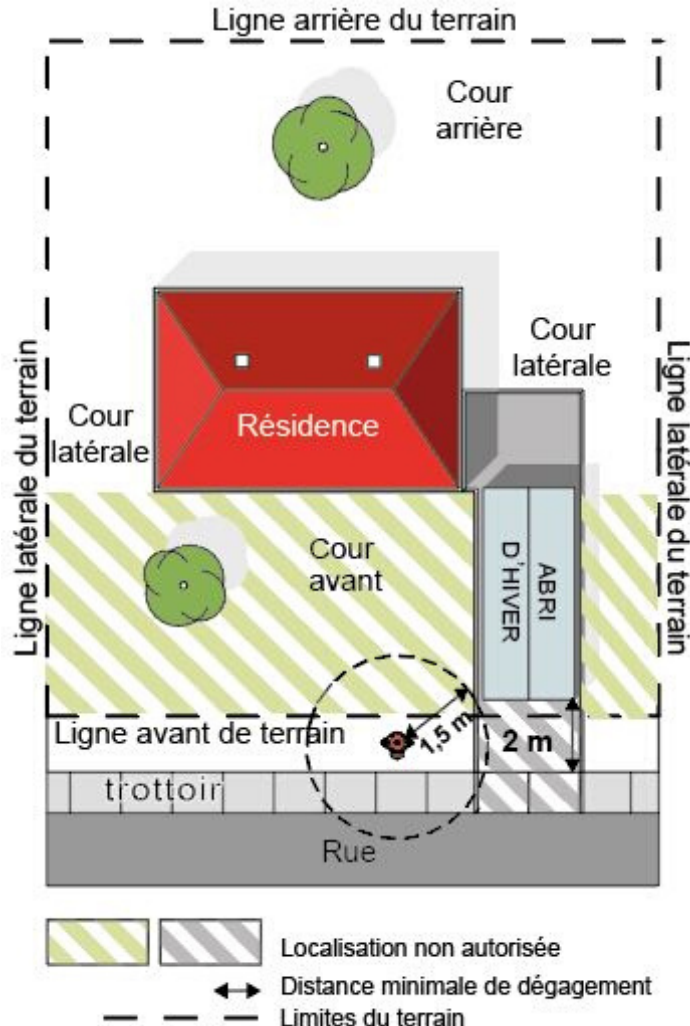 Ligne arrière du terrain
Cour
arrière
Cour
latérale
Ligne latérale du terrain
Cour
latérale
Résidence
Ligne latérale du terrain
Cour
avant
ABRI
D'HIVER
Ligne avant de terrain
1,5 m
2 m
trottoir
Rue
Localisation non autorisée
Distance minimale de dégagement
Limites du terrain